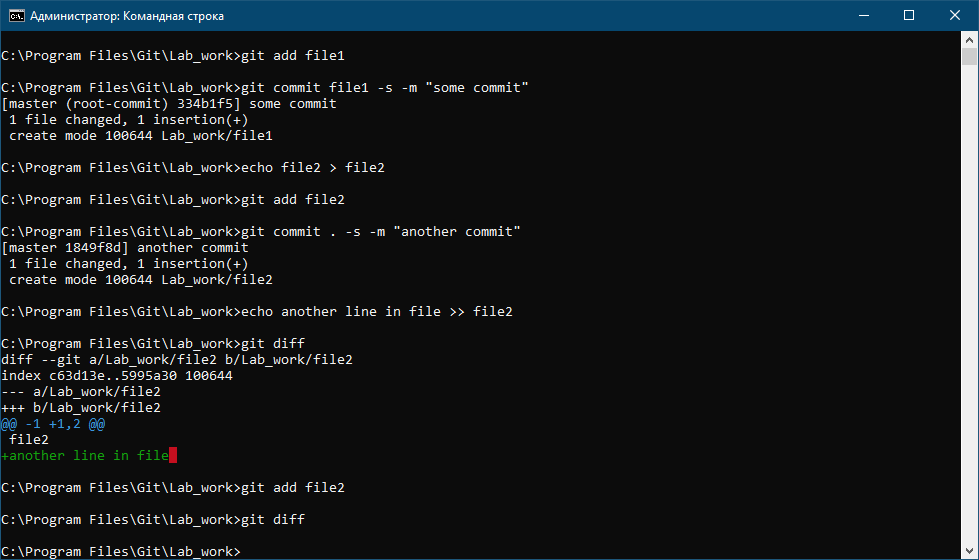 Администратор: Командная строка
C:\Program Files\Git\Lab_work>git add file1
C:\Program Files\Git\Lab_work>git commit file1 -s -m "some commit"
[master (root-commit) 334b1f5] some commit
 1 file changed, 1 insertion(+)
 create mode 100644 Lab_work/file1
C:\Program Files\Git\Lab_work>echo file2 > file2
C:\Program Files\Git\Lab_work>git add file2
C:\Program Files\Git\Lab_work>git commit . -s -m "another commit"
[master 1849f8d] another commit
 1 file changed, 1 insertion(+)
 create mode 100644 Lab_work/file2
C:\Program Files\Git\Lab_work>echo another line in file >> file2
C:\Program Files\Git\Lab_work>git diff
diff --git a/Lab_work/file2 b/Lab_work/file2
index c63d13e..5995a30 100644
--- a/Lab_work/file2
+++ b/Lab_work/file2
@@ -1 +1,2 @@
 file2
+another line in file
C:\Program Files\Git\Lab_work>git add file2
C:\Program Files\Git\Lab_work>git diff
C:\Program Files\Git\Lab_work>